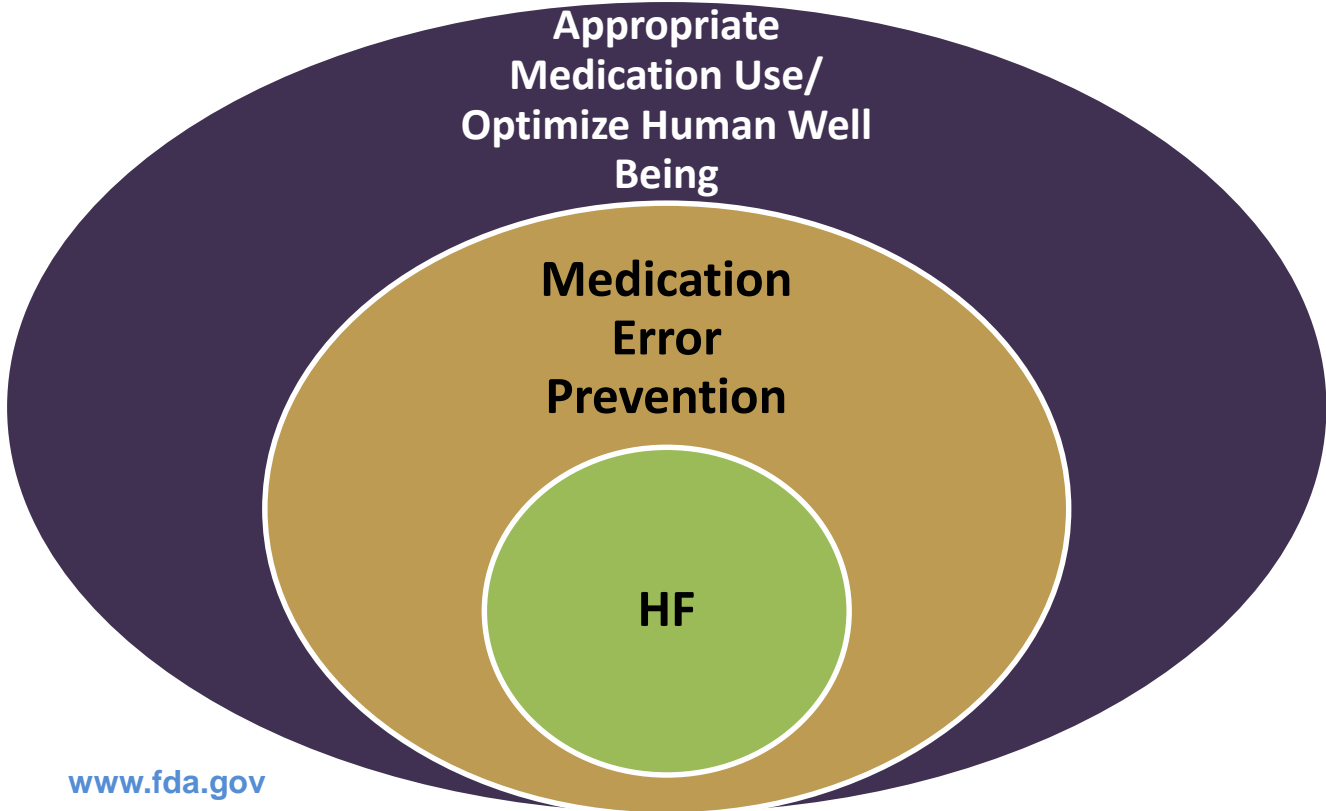 Appropriate
Medication Use/
Optimize Human Well
Being
Medication
Error
Prevention
HF
www.fda.gov